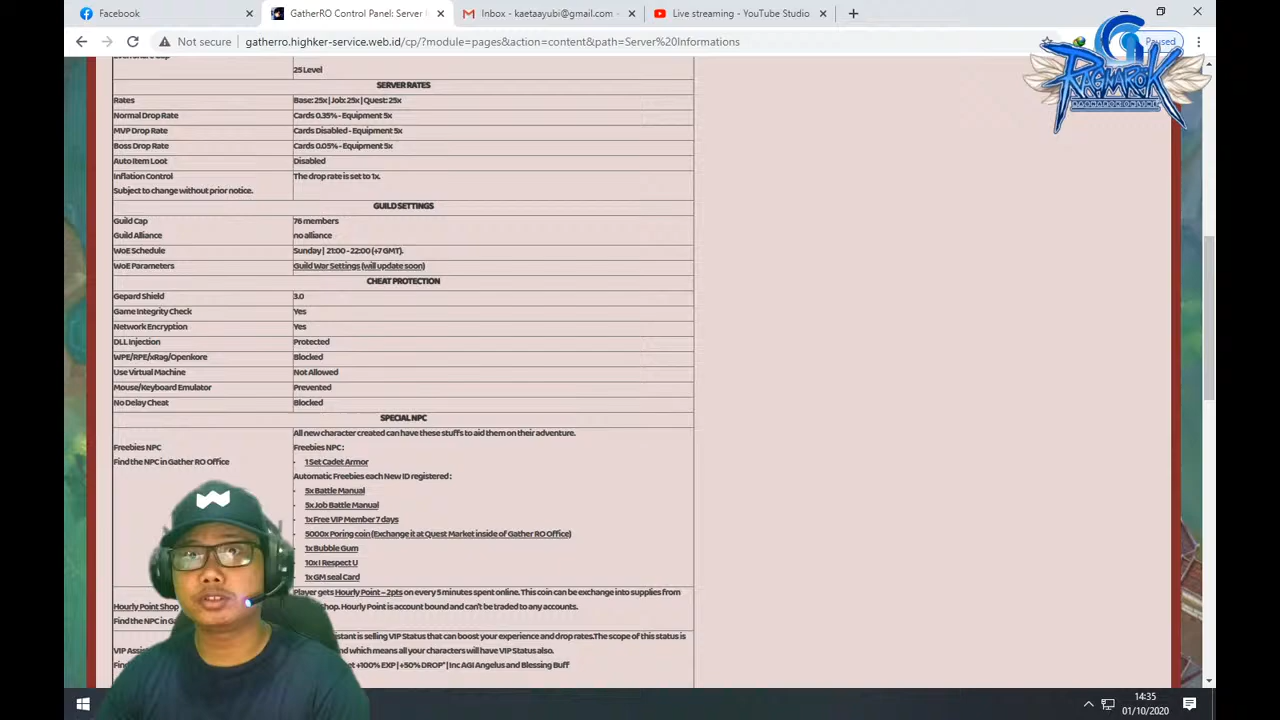 Facebook
GatherRO Control Panel: Server
Inbox - kaetaayubi@gmail.com -
Live streaming - YouTube Studio
Not secure
gatherro.highker-service.web.id/cp/?module=pages&action=content&path=Server%20Informations
Paused
RAGNAROK
25 Level
SERVER RATES
Rates Base: 25x | Job: 25x | Quest: 25x
Normal Drop Rate Cards 0.35% - Equipment 5x
MVP Drop Rate Cards Disabled - Equipment 5x
Boss Drop Rate Cards 0.05% - Equipment 5x
Auto Item Loot Disabled
Inflation Control The drop rate is set to 1x.
Subject to change without prior notice.
GUILD SETTINGS
Guild Cap 76 members
Guild Alliance no alliance
WoE Schedule Sunday | 21:00 - 22:00 (+7 GMT).
WoE Parameters Guild War Settings (will update soon)
CHEAT PROTECTION
Gepard Shield 3.0
Game Integrity Check Yes
Network Encryption Yes
DLL Injection Protected
WPE/RPE/xRag/Openkore Blocked
Use Virtual Machine Not Allowed
Mouse/Keyboard Emulator Prevented
No Delay Cheat Blocked
SPECIAL NPC
All new character created can have these stuffs to aid them on their adventure.
Freebies NPC Freebies NPC :
Find the NPC in Gather RO Office - 1 Set Cadet Armor
Automatic Freebies each New ID registered :
- 5x Battle Manual
- 5x Job Battle Manual
- 1x Free VIP Member 7 days
- 5000x Poring coin (Exchange it at Quest Market inside of Gather RO Office)
1x Bubble Gum
10x I Respect U
1x GM seal Card
Player gets Hourly Point – 2pts on every 5 minutes spent online. This coin can be exchange into supplies from
Hourly Point Shop Shop. Hourly Point is account bound and can't be traded to any accounts.
Find the NPC in Ga
is selling VIP Status that can boost your experience and drop rates.The scope of this status is
VIP Assis which means all your characters will have VIP Status also.
+100% EXP | +50% DROP* | Inc AGI Angelus and Blessing Buff
14:35
01/10/2020